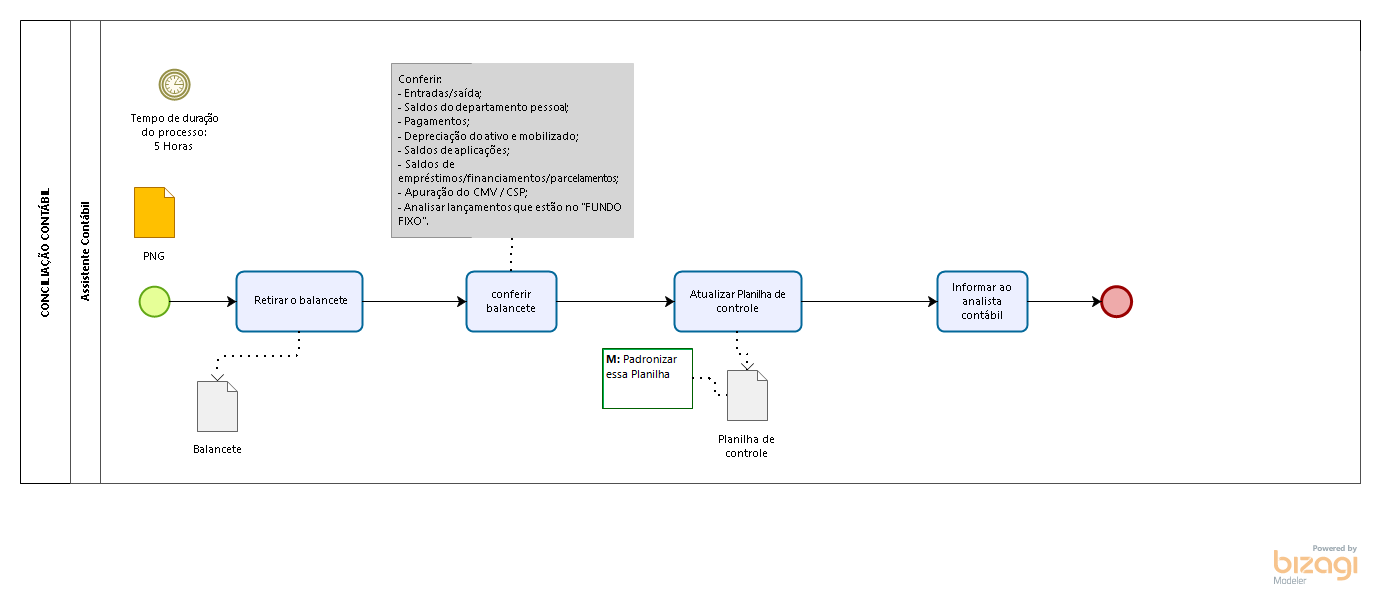 CONCILIAÇÃO CONTÁBIL
Assistente Contábil
Tempo de duração
do processo:
5 Horas
PNG
Conferir:
- Entradas/saída;
- Saldos do departamento pessoal;
- Pagamentos;
- Depreciação do ativo e mobilizado;
- Saldos de aplicações;
- Saldos de
empréstimos/financiamentos/parcelamentos;
- Apuração do CMV / CSP;
- Analisar lançamentos que estão no "FUNDO
FIXO".
Retirar o balancete
conferir
balancete
Atualizar Planilha de
controle
Informar ao
analista
contábil
Balancete
M: Padronizar
essa Planilha
Planilha de
controle
Powered by
bizagi
Modeler